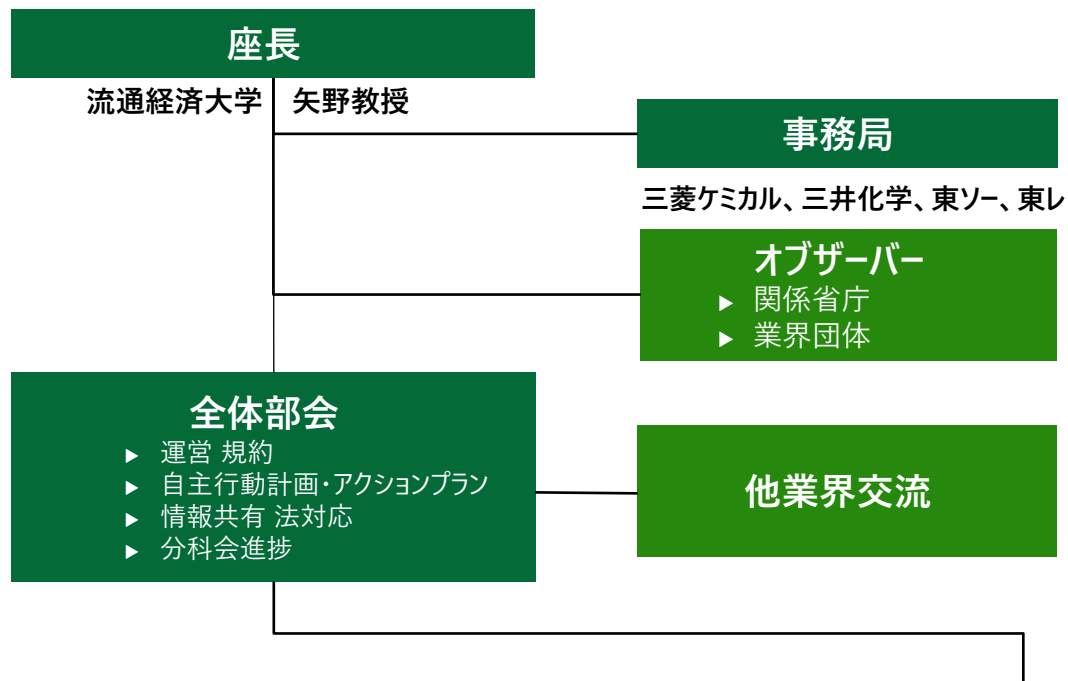 座長
流通経済大学 矢野教授
事務局
三菱ケミカル、三井化学、東ソー、東レ
オブザーバー
▶ 関係省庁
▶ 業界団体
全体部会
▶ 運営 規約
▶ 自主行動計画・アクションプラン
▶ 情報共有 法対応
▶ 分科会進捗
他業界交流